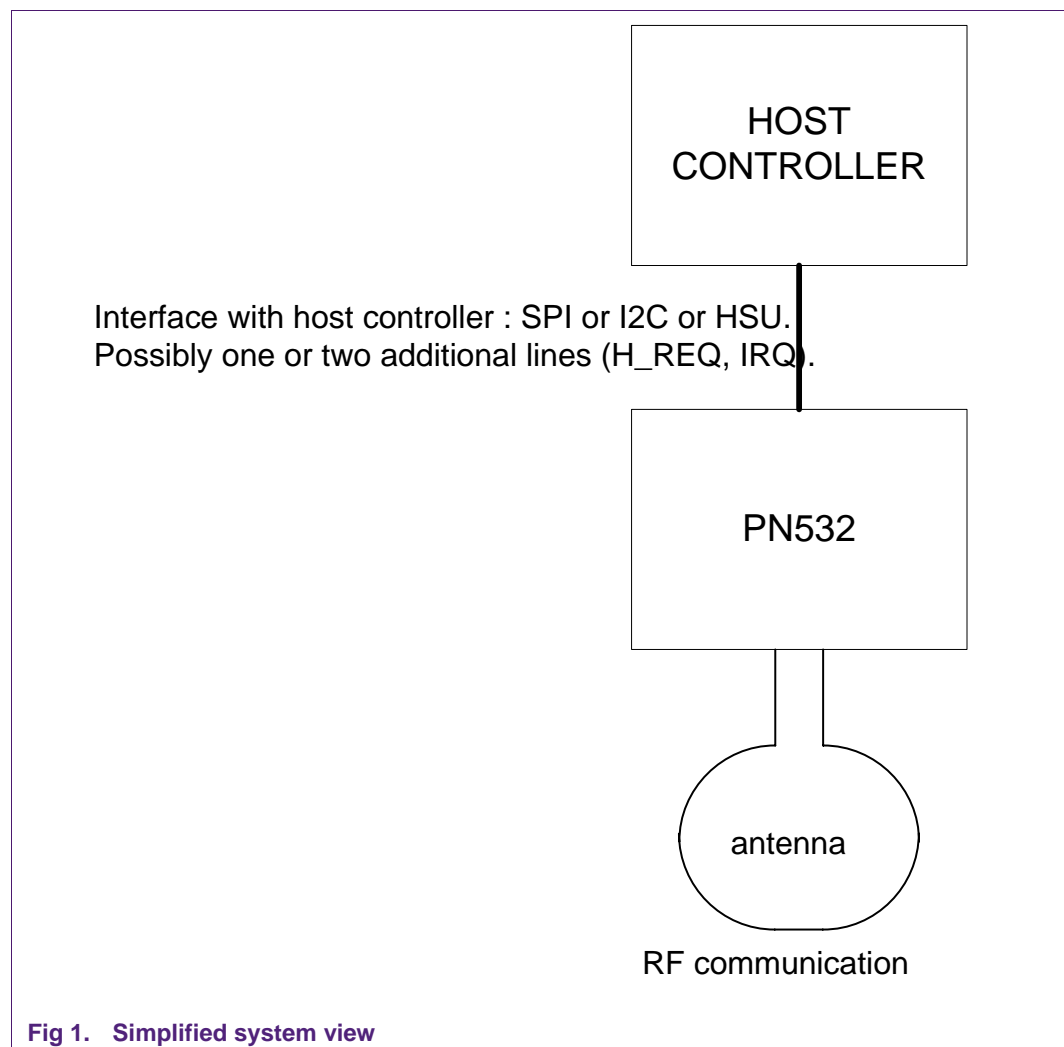 HOST
CONTROLLER
Interface with host controller : SPI or I2C or HSU.
Possibly one or two additional lines (H_REQ, IRQ).
PN532
antenna
RF communication
Fig 1. Simplified system view